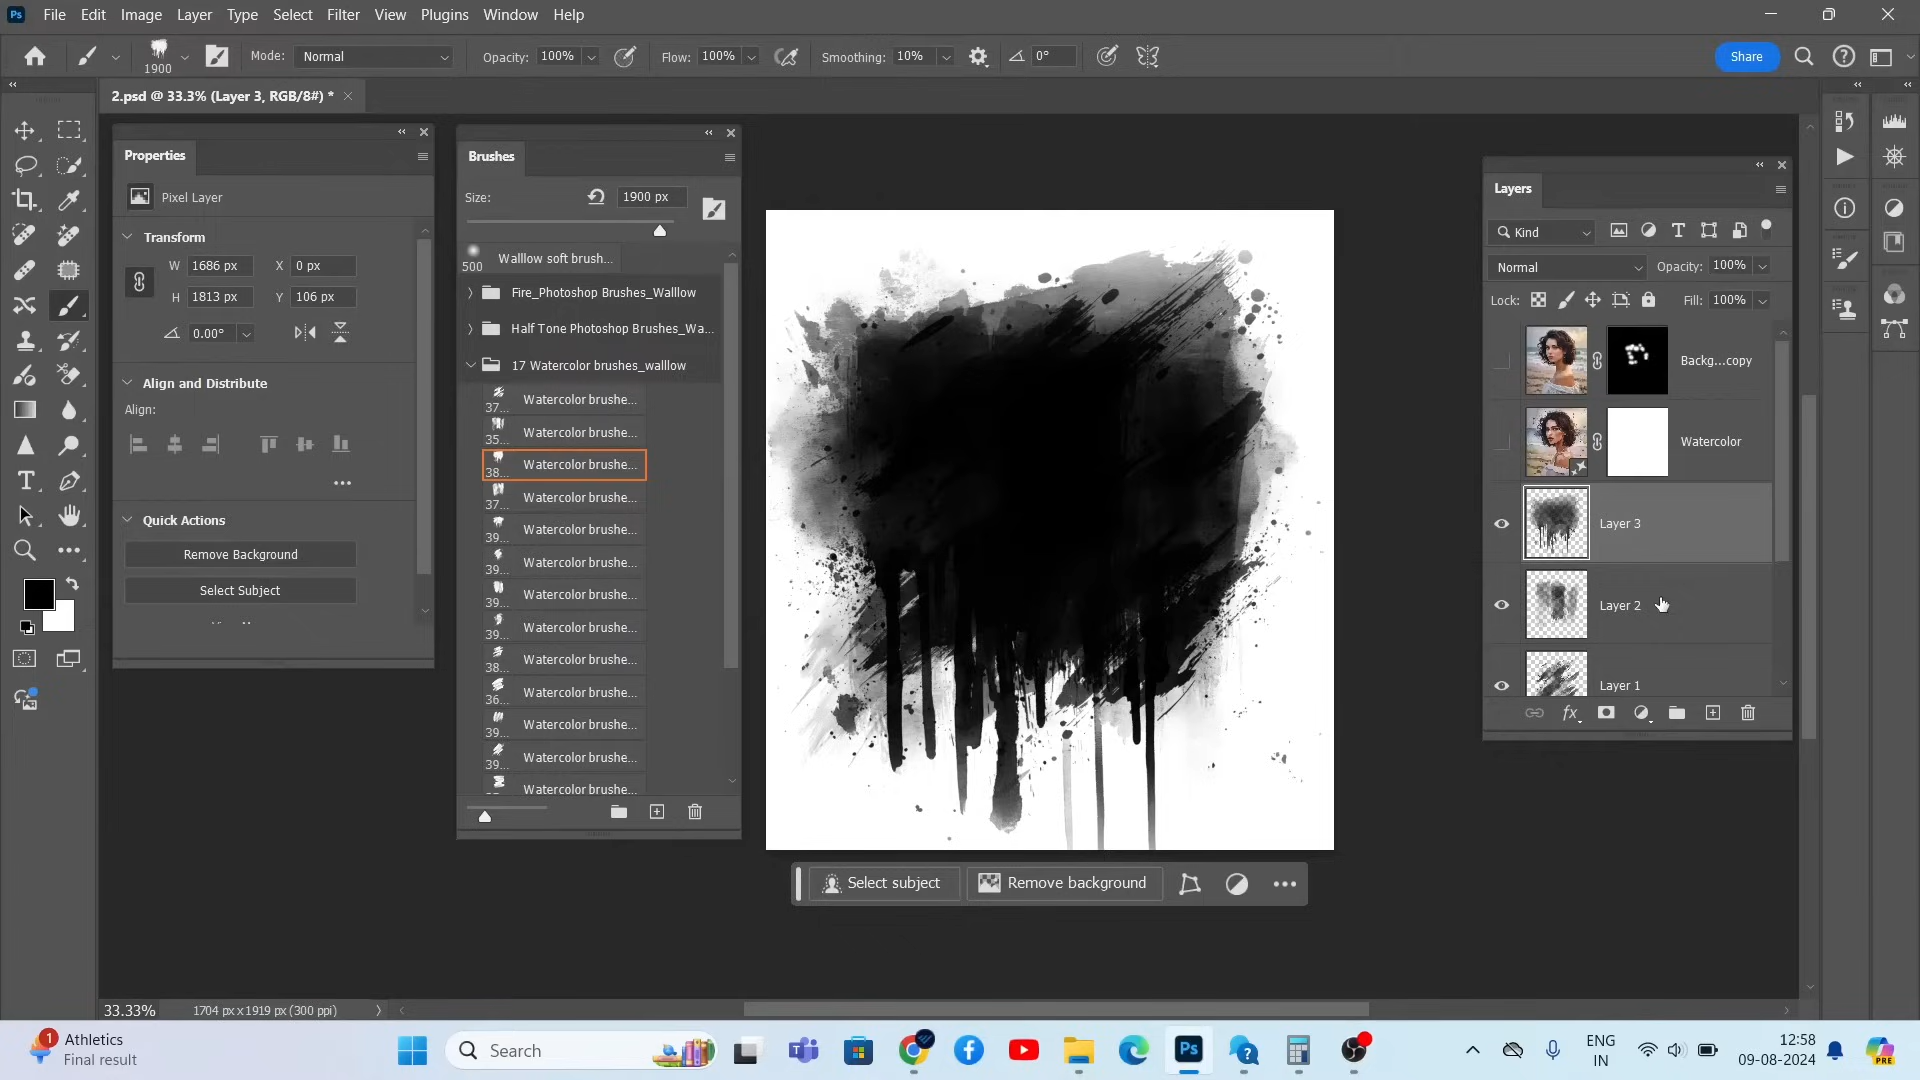 Ps File Edit Image Layer Type Select Filter View Plugins Window Help
1900 Mode: Normal Opacity: 100% Flow: 100% Smoothing: 10% 0° Share
2.psd @ 33.3% (Layer 3, RGB/8#) *
Properties
Pixel Layer
Transform
W 1686 px X 0 px
H 1813 px Y 106 px
0.00°
Align and Distribute
Align:
Quick Actions
Remove Background
Select Subject
Brushes
Size: 1900 px
500 Walllow soft brush...
Fire_Photoshop Brushes_Walllow
Half Tone Photoshop Brushes_Wa...
17 Watercolor brushes_walllow
37... Watercolor brushe...
35... Watercolor brushe...
38... Watercolor brushe...
37... Watercolor brushe...
39... Watercolor brushe...
39... Watercolor brushe...
39... Watercolor brushe...
39... Watercolor brushe...
38... Watercolor brushe...
36... Watercolor brushe...
39... Watercolor brushe...
39... Watercolor brushe...
Watercolor brushe...
Select subject
Remove background
Layers
Kind
Normal Opacity: 100%
Lock: Fill: 100%
Backg...copy
Watercolor
Layer 3
Layer 2
Layer 1
33.33% 1704 px x 1919 px (300 ppi)
1 Athletics
Final result
Search
Ps
ENG
IN
12:58
09-08-2024
PRE